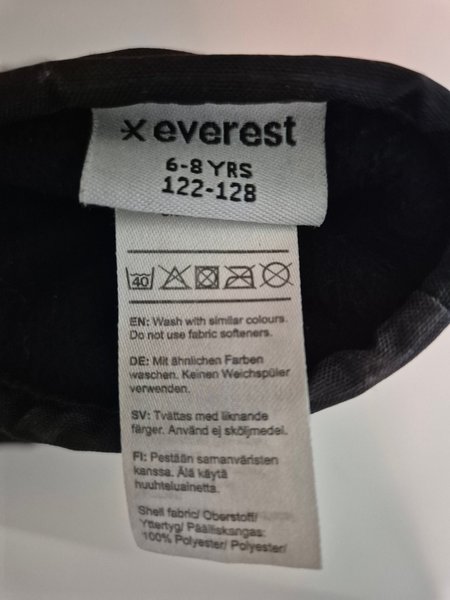 everest
6-8 YRS
122-128
40
EN: Wash with similar colours.
Do not use fabric softeners.
DE: Mit ähnlichen Farben
waschen. Keinen Weichspüler
verwenden.
SV: Tvättas med liknande
färger. Använd ej sköljmedel.
FI: Pestään samanväristen
kanssa. Älä käytä
huuhteluainetta.
Shell fabric/ Oberstoff/
Yttertyg/ Päälliskangas:
100% Polyester/ Polyester/